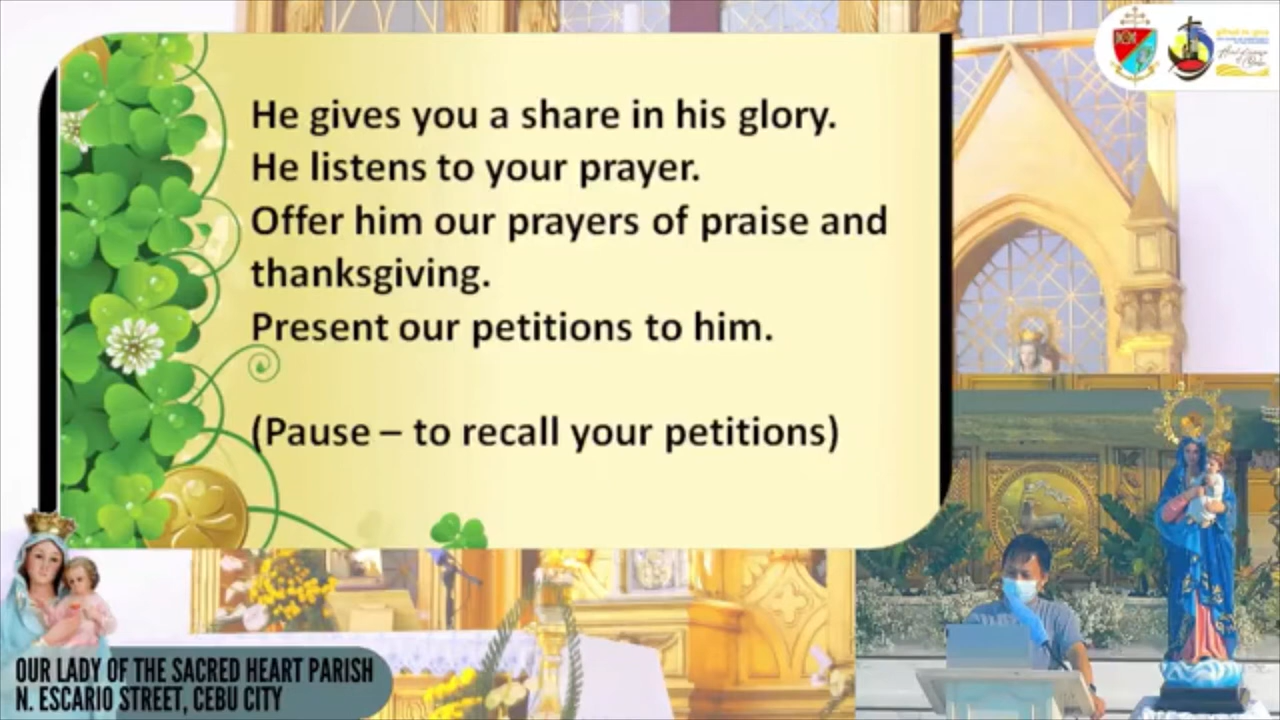 He gives you a share in his glory.
He listens to your prayer.
Offer him our prayers of praise and
thanksgiving.
Present our petitions to him.
(Pause – to recall your petitions)
OUR LADY OF THE SACRED HEART PARISH
N. ESCARIO STREET, CEBU CITY